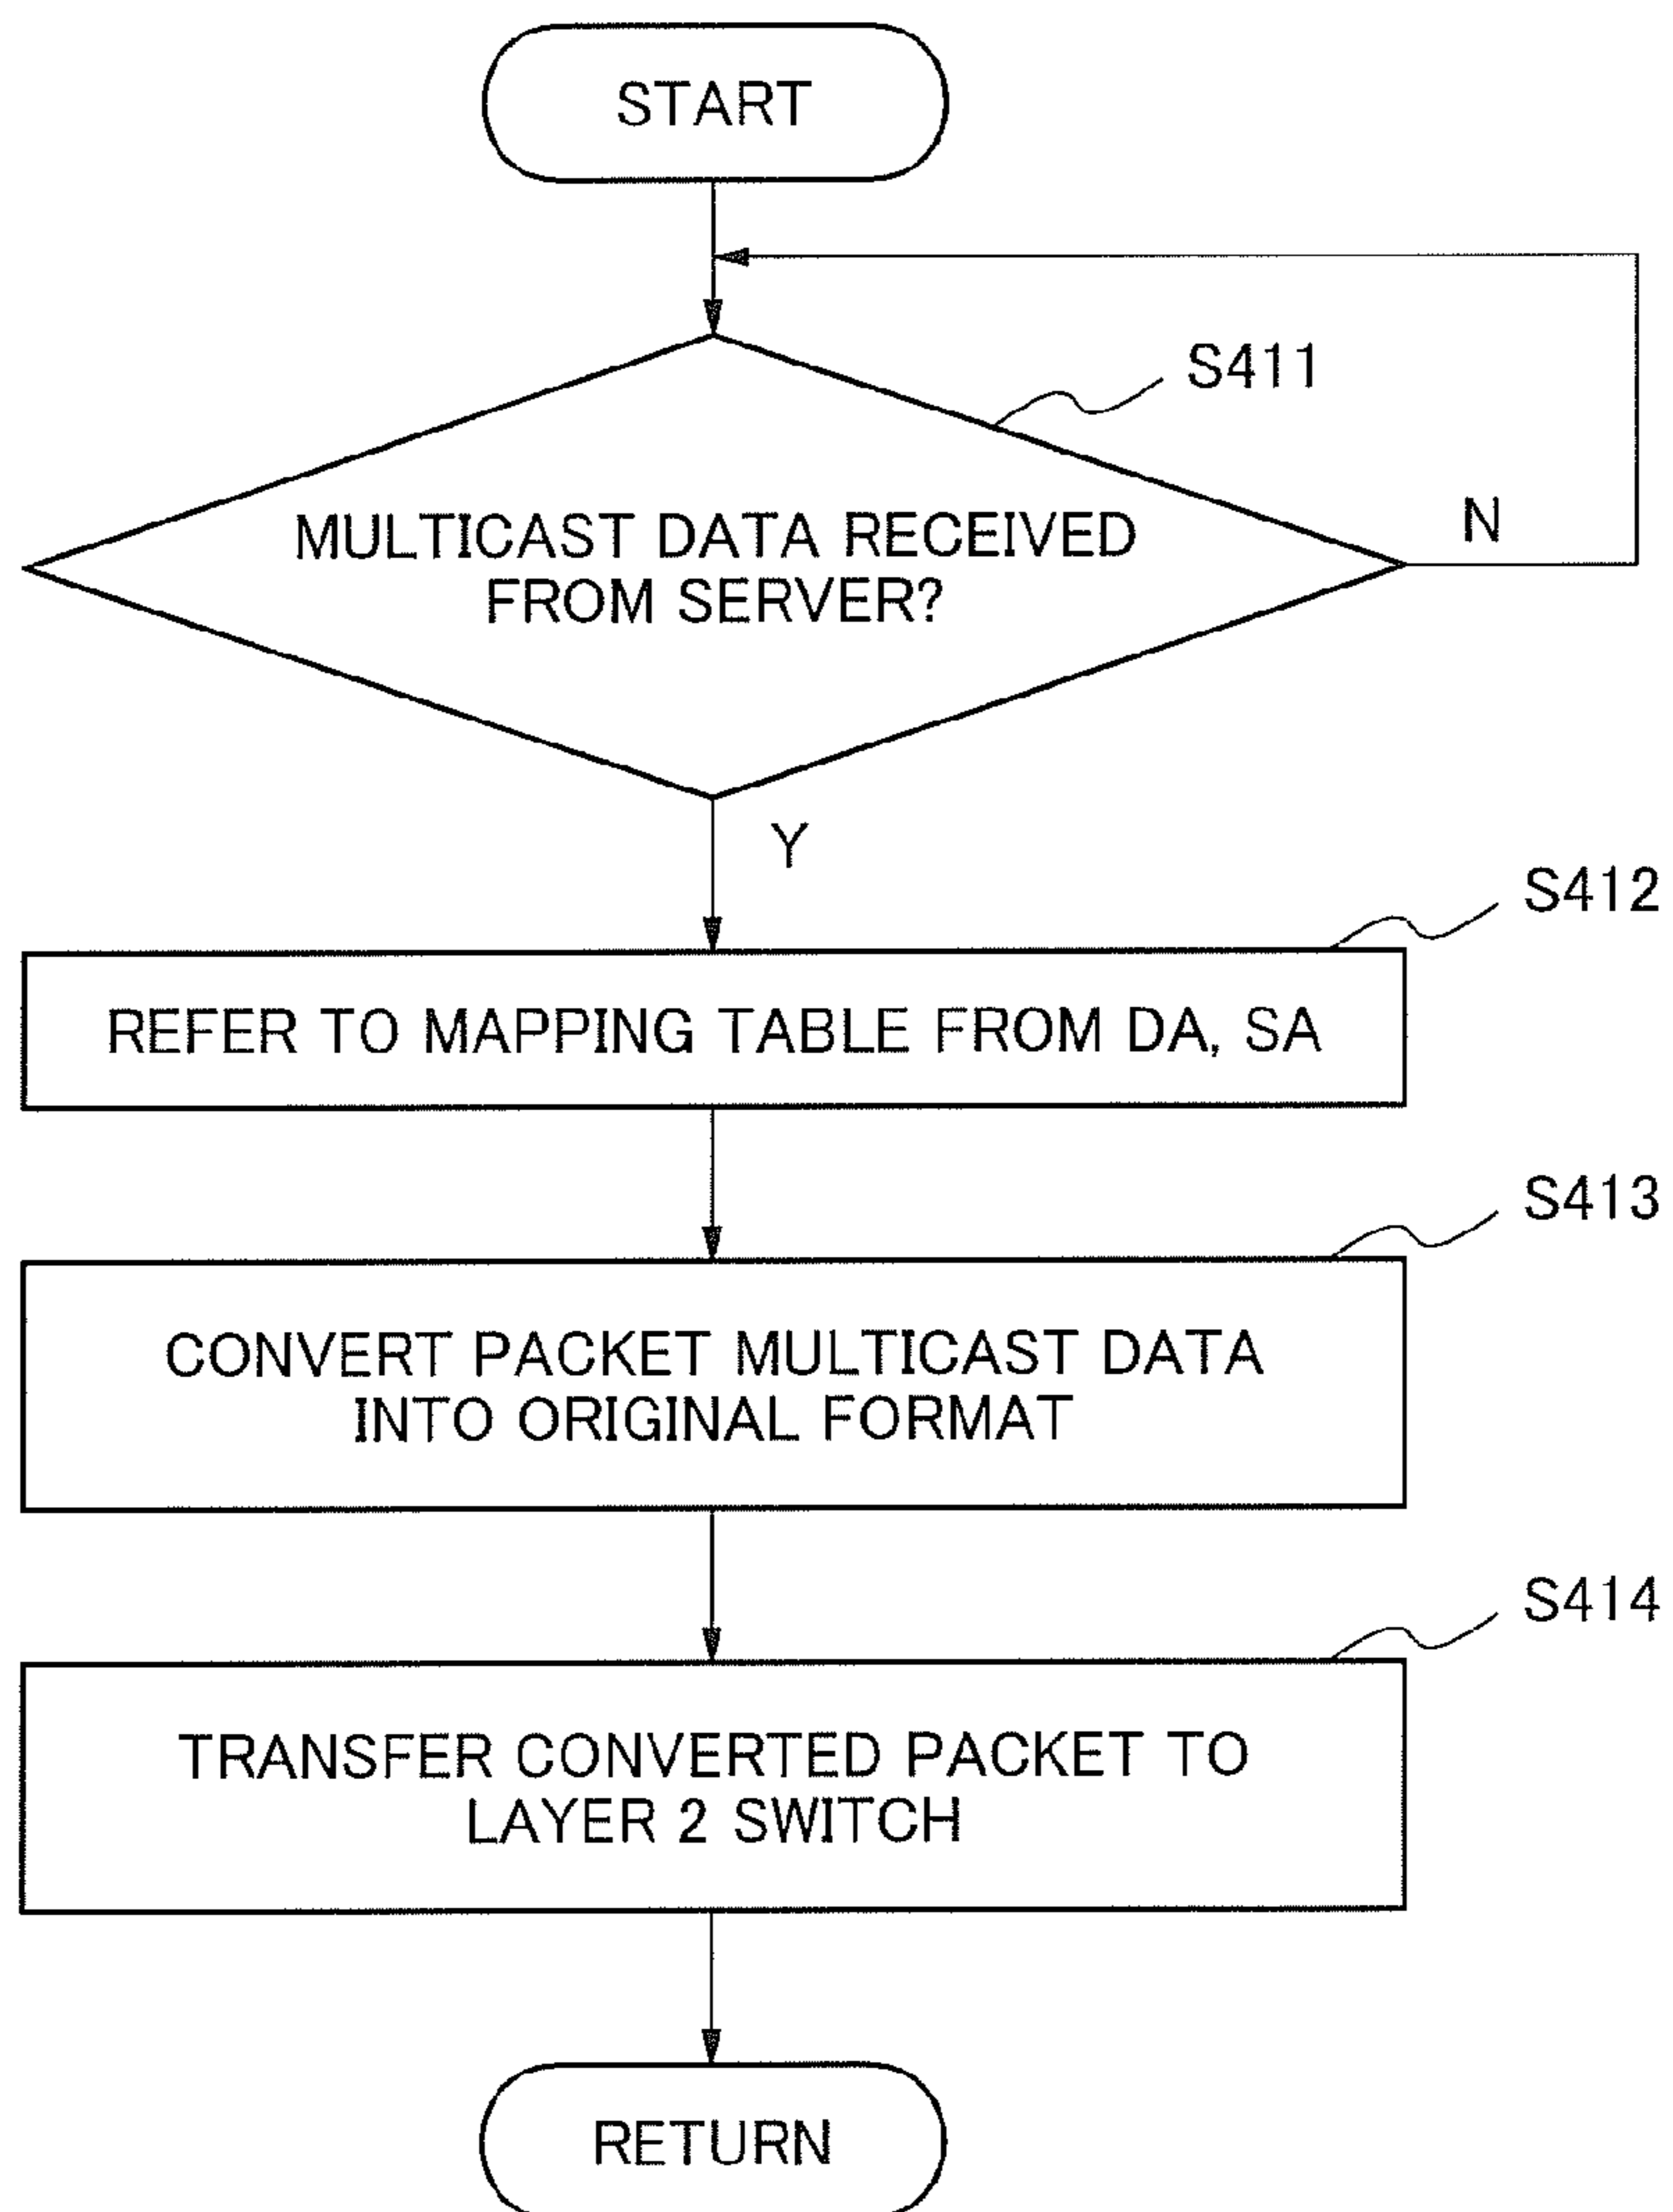 START
S411
MULTICAST DATA RECEIVED
FROM SERVER?
N
Y
S412
REFER TO MAPPING TABLE FROM DA, SA
S413
CONVERT PACKET MULTICAST DATA
INTO ORIGINAL FORMAT
S414
TRANSFER CONVERTED PACKET TO
LAYER 2 SWITCH
RETURN